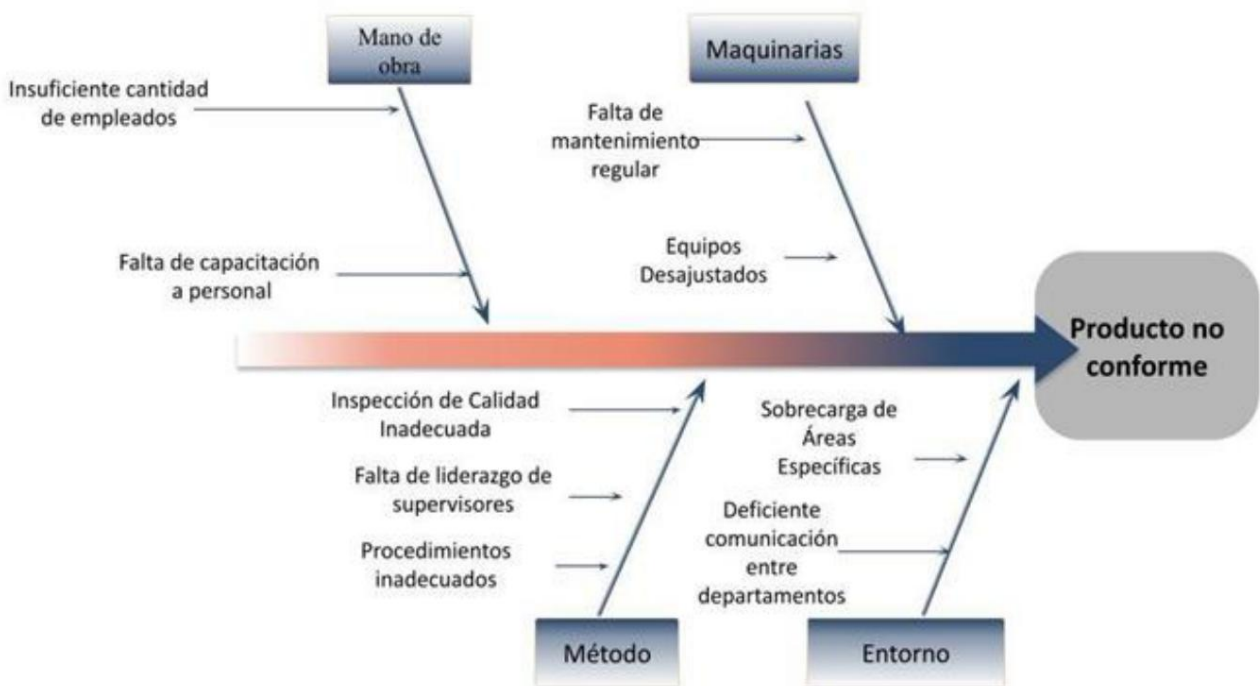 Mano de
obra
Maquinarias
Insuficiente cantidad
de empleados
Falta de
mantenimiento
regular
Falta de capacitación
a personal
Equipos
Desajustados
Producto no
conforme
Inspección de Calidad
Inadecuada
Falta de liderazgo de
supervisores
Procedimientos
inadecuados
Sobrecarga de
Áreas
Específicas
Deficiente
comunicación
entre
departamentos
Método
Entorno